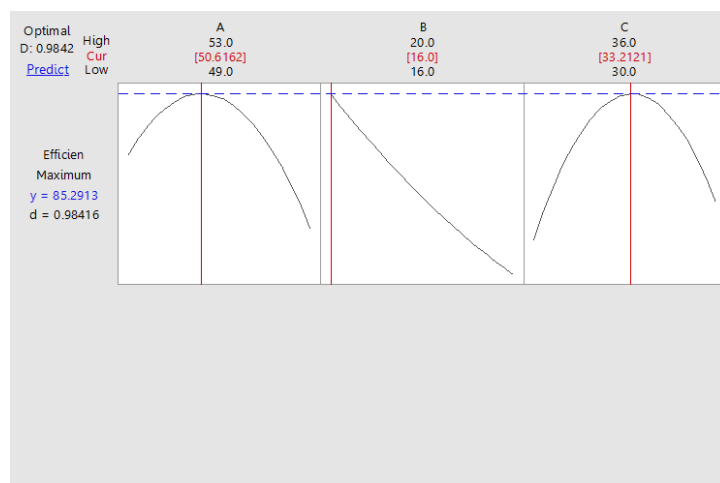 A B C
Optimal High 53.0 20.0 36.0
D: 0.9842 Cur [50.6162] [16.0] [33.2121]
Predict Low 49.0 16.0 30.0
Efficien
Maximum
y = 85.2913
d = 0.98416